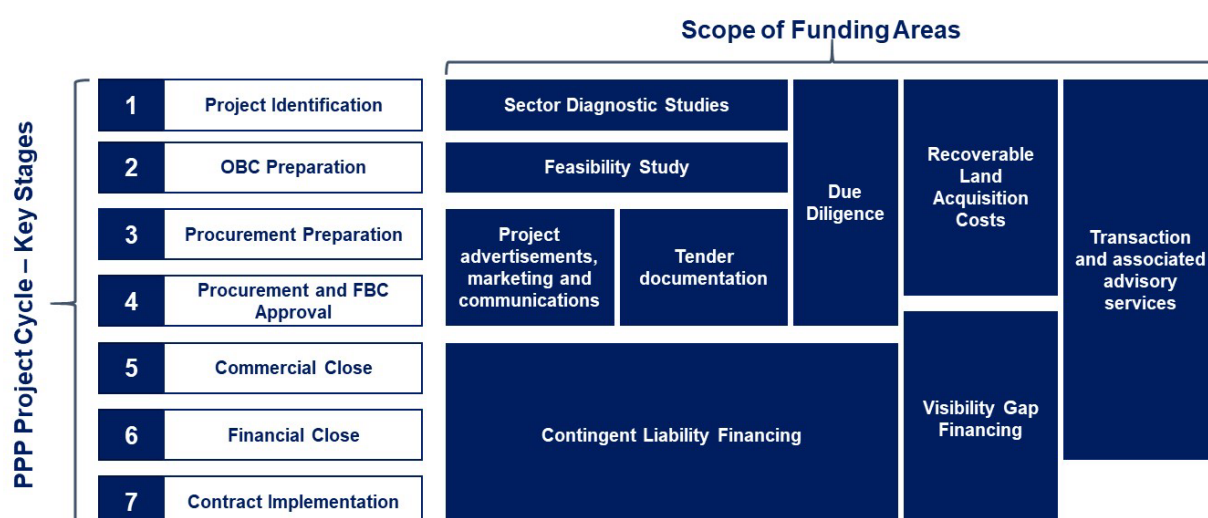 Scope of Funding Areas
PPP Project Cycle – Key Stages
1
Project Identification
2
OBC Preparation
3
Procurement Preparation
4
Procurement and FBC
Approval
5
Commercial Close
6
Financial Close
7
Contract Implementation
Sector Diagnostic Studies
Feasibility Study
Project
advertisements,
marketing and
communications
Tender
documentation
Due
Diligence
Recoverable
Land
Acquisition
Costs
Transaction
and associated
advisory
services
Contingent Liability Financing
Visibility Gap
Financing